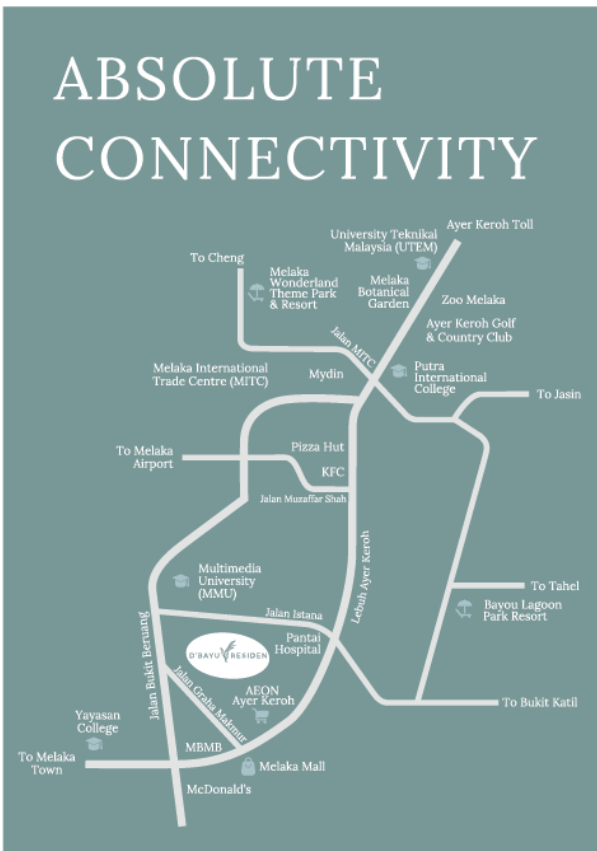 ABSOLUTE
CONNECTIVITY
Ayer Keroh Toll
University Teknikal
Malaysia (UTEM)
To Cheng
Melaka
Wonderland
Theme Park
& Resort
Melaka
Botanical
Garden
Zoo Melaka
Ayer Keroh Golf
& Country Club
Jalan MITC
Melaka International
Trade Centre (MITC)
Mydin
Putra
International
College
To Jasin
To Melaka
Airport
Pizza Hut
KFC
Jalan Muzaffar Shah
Lebuh Ayer Keroh
Multimedia
University
(MMU)
To Tahel
Bayou Lagoon
Park Resort
Jalan Istana
Pantai
Hospital
D'BAYU RESIDEN
Jalan Bukit Beruang
Jalan Graha Makmur
AEON
Ayer Keroh
To Bukit Katil
Yayasan
College
MBMB
To Melaka
Town
Melaka Mall
McDonald's